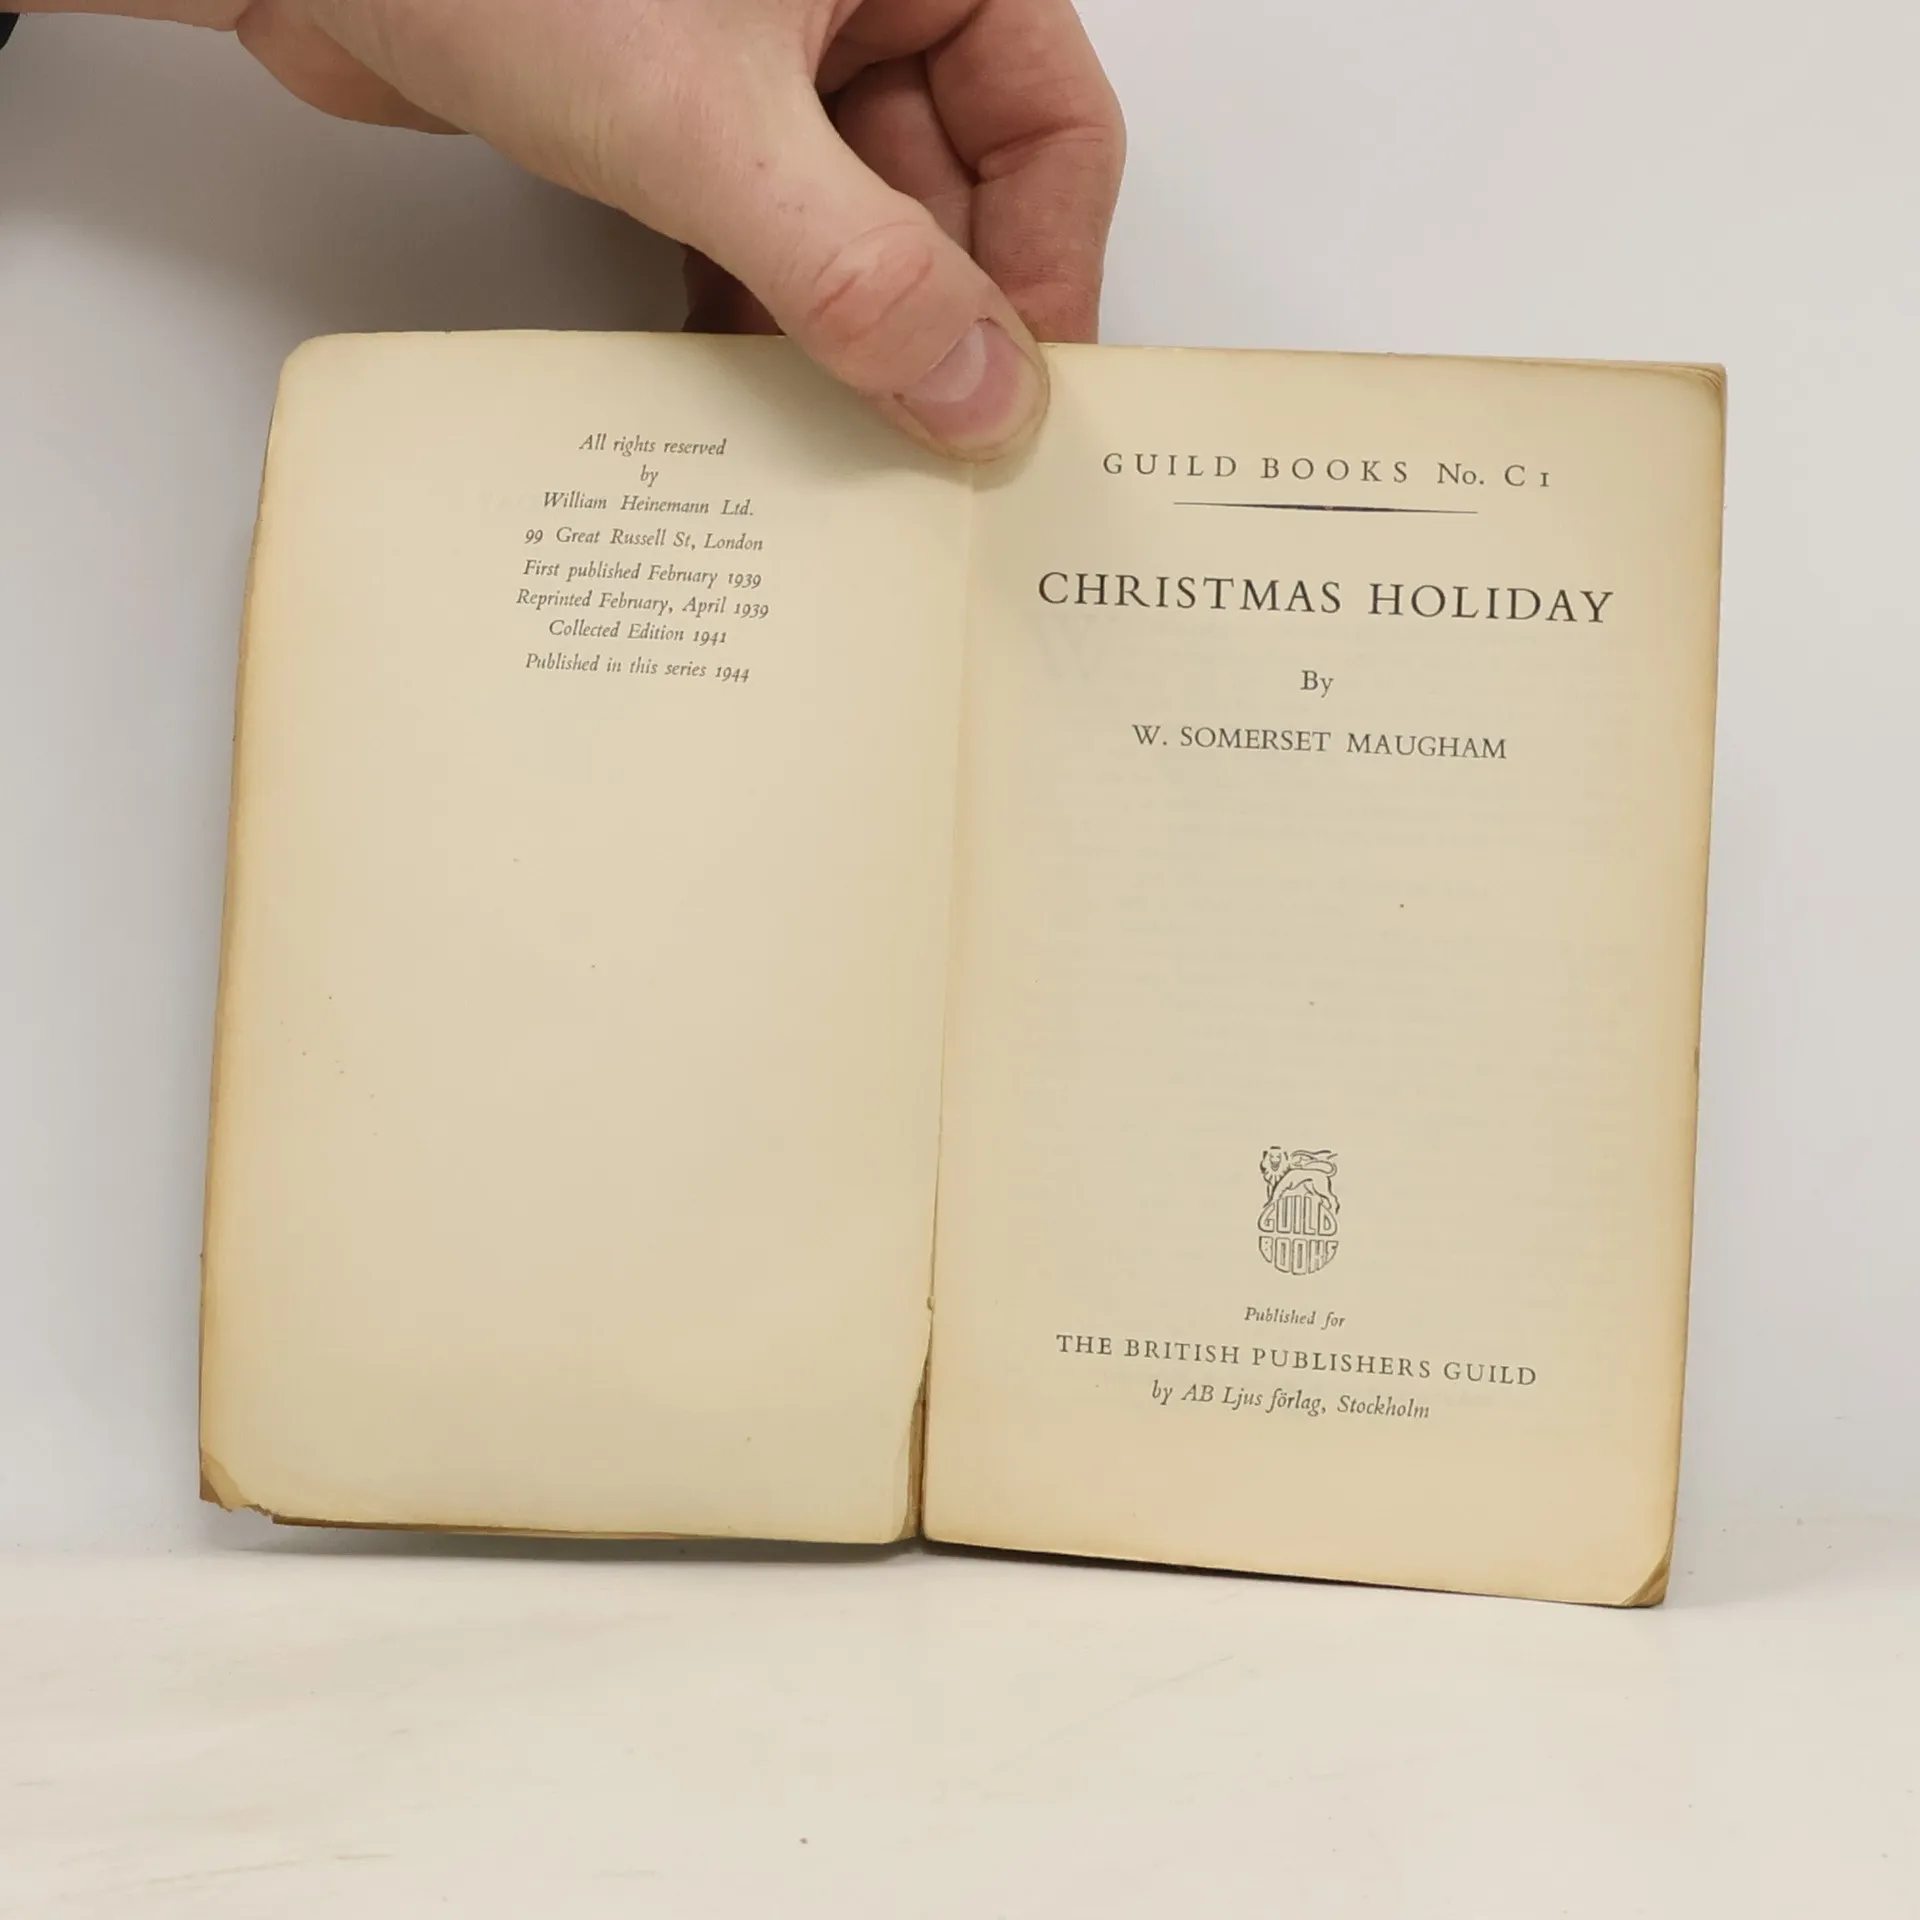 All rights reserved
by
William Heinemann Ltd.
99 Great Russell St, London
First published February 1939
Reprinted February, April 1939
Collected Edition 1941
Published in this series 1944
GUILD BOOKS No. C 1
CHRISTMAS HOLIDAY
By
W. SOMERSET MAUGHAM
GUILD
BOOKS
Published for
THE BRITISH PUBLISHERS GUILD
by AB Ljus förlag, Stockholm